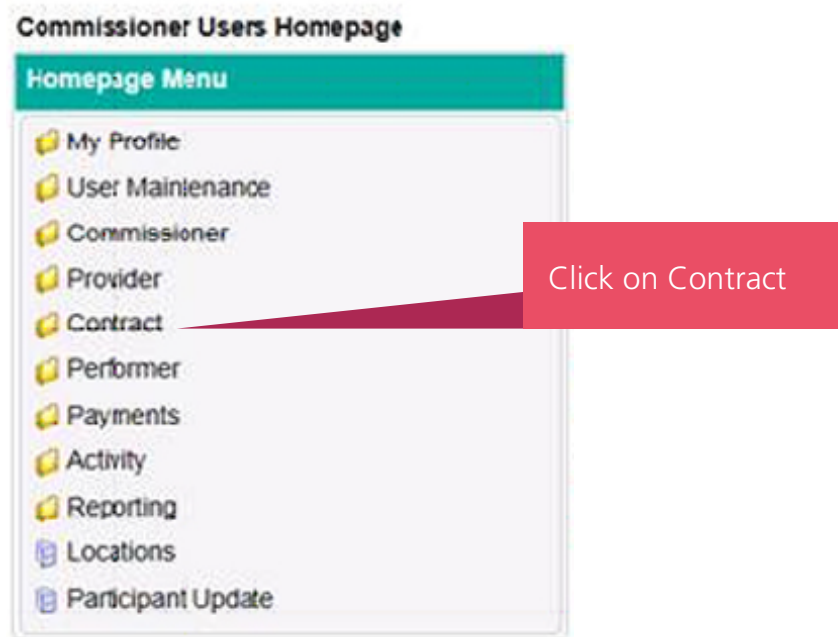 Commissioner Users Homepage
Homepage Menu
My Profile
User Maintenance
Commissioner
Provider
Contract
Click on Contract
Performer
Payments
Activity
Reporting
Locations
Participant Update